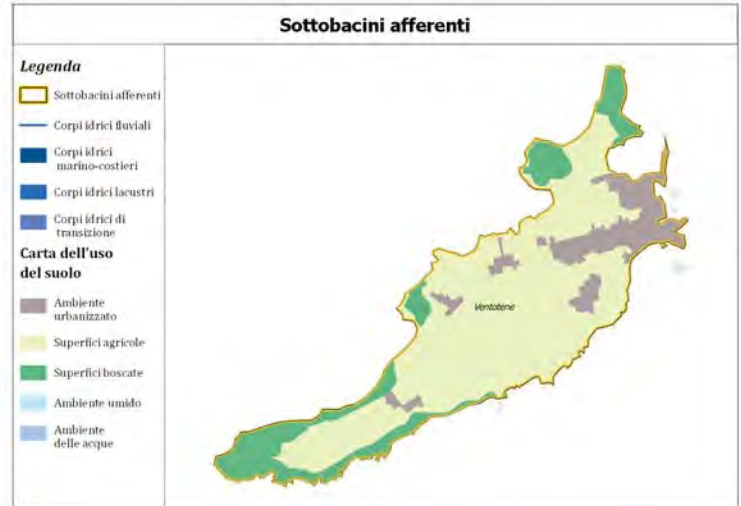 Sottobacini afferenti
Legenda
Sottobacini afferenti
Corpi idrici fluviali
Corpi idrici
marino-costieri
Corpi idrici lacustri
Corpi idrici di
transizione
Carta dell'uso
del suolo
Ambiente
urbanizzato
Superfici agricole
Superfici boscate
Ambiente umido
Ambiente
delle acque
Ventotene